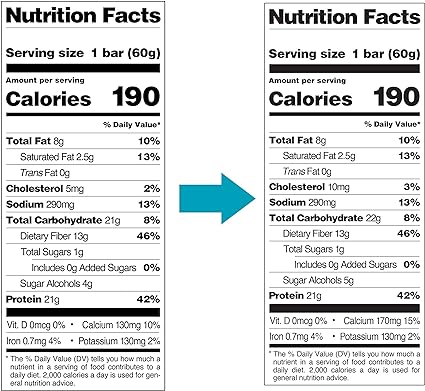 Nutrition Facts
Serving size 1 bar (60g)
Amount per serving
Calories 190
% Daily Value*
Total Fat 8g 10%
Saturated Fat 2.5g 13%
Trans Fat 0g
Cholesterol 5mg 2%
Sodium 290mg 13%
Total Carbohydrate 21g 8%
Dietary Fiber 13g 46%
Total Sugars 1g
Includes 0g Added Sugars 0%
Sugar Alcohols 4g
Protein 21g 42%
Vit. D 0mcg 0% • Calcium 130mg 10%
Iron 0.7mg 4% • Potassium 130mg 2%
* The % Daily Value (DV) tells you how much a
nutrient in a serving of food contributes to a
daily diet. 2,000 calories a day is used for gen-
eral nutrition advice.
Nutrition Facts
Serving size 1 bar (60g)
Amount per serving
Calories 190
% Daily Value*
Total Fat 8g 10%
Saturated Fat 2.5g 13%
Trans Fat 0g
Cholesterol 10mg 3%
Sodium 290mg 13%
Total Carbohydrate 22g 8%
Dietary Fiber 13g 46%
Total Sugars 1g
Includes 0g Added Sugars 0%
Sugar Alcohols 5g
Protein 21g 42%
Vit. D 0mcg 0% • Calcium 170mg 15%
Iron 0.7mg 4% • Potassium 130mg 2%
* The % Daily Value (DV) tells you how much a
nutrient in a serving of food contributes to a
daily diet. 2,000 calories a day is used for
general nutrition advice.